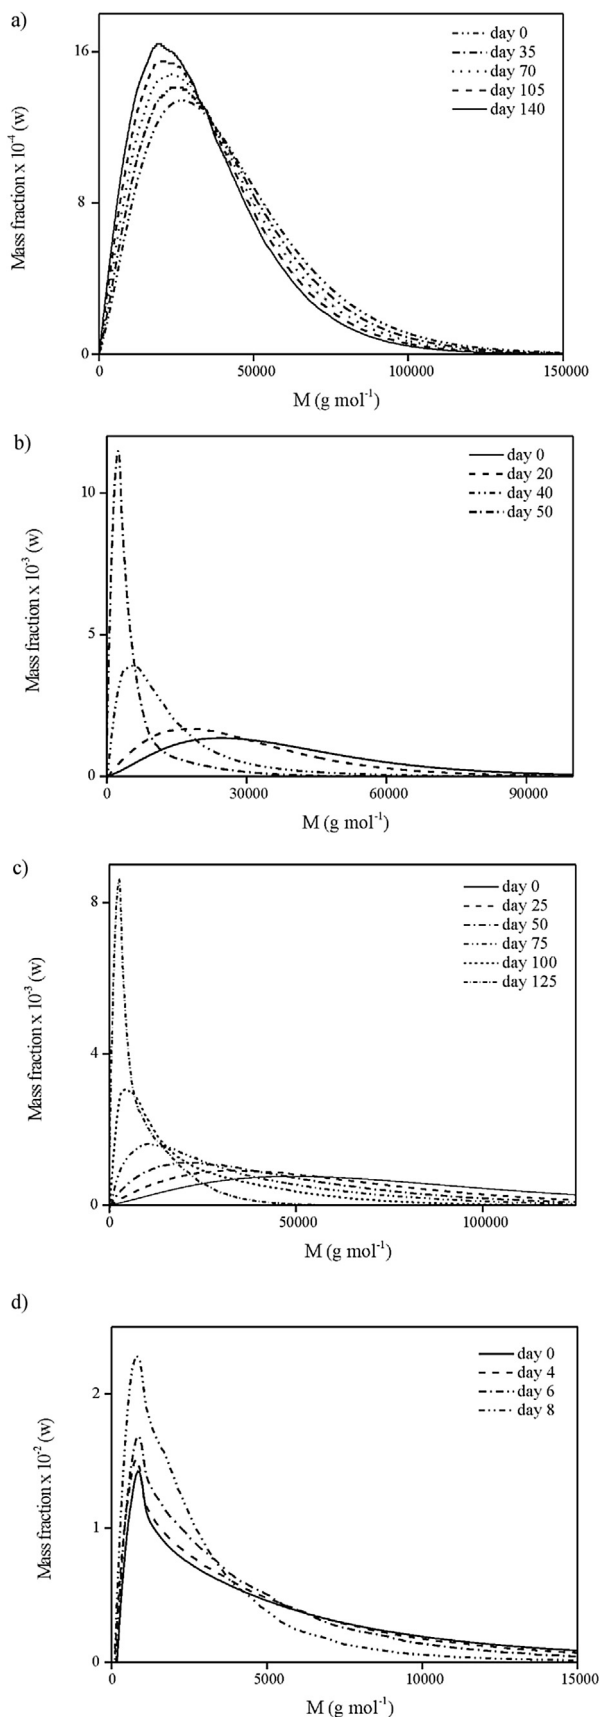 a)
16
8
0
Mass fraction x 10⁻⁴ (w)
day 0
day 35
day 70
day 105
day 140
0
50000
100000
150000
M (g mol⁻¹)
b)
10
5
0
Mass fraction x 10⁻³ (w)
day 0
day 20
day 40
day 50
0
30000
60000
90000
M (g mol⁻¹)
c)
8
4
0
Mass fraction x 10⁻³ (w)
day 0
day 25
day 50
day 75
day 100
day 125
0
50000
100000
M (g mol⁻¹)
d)
2
1
0
Mass fraction x 10⁻² (w)
day 0
day 4
day 6
day 8
0
5000
10000
15000
M (g mol⁻¹)